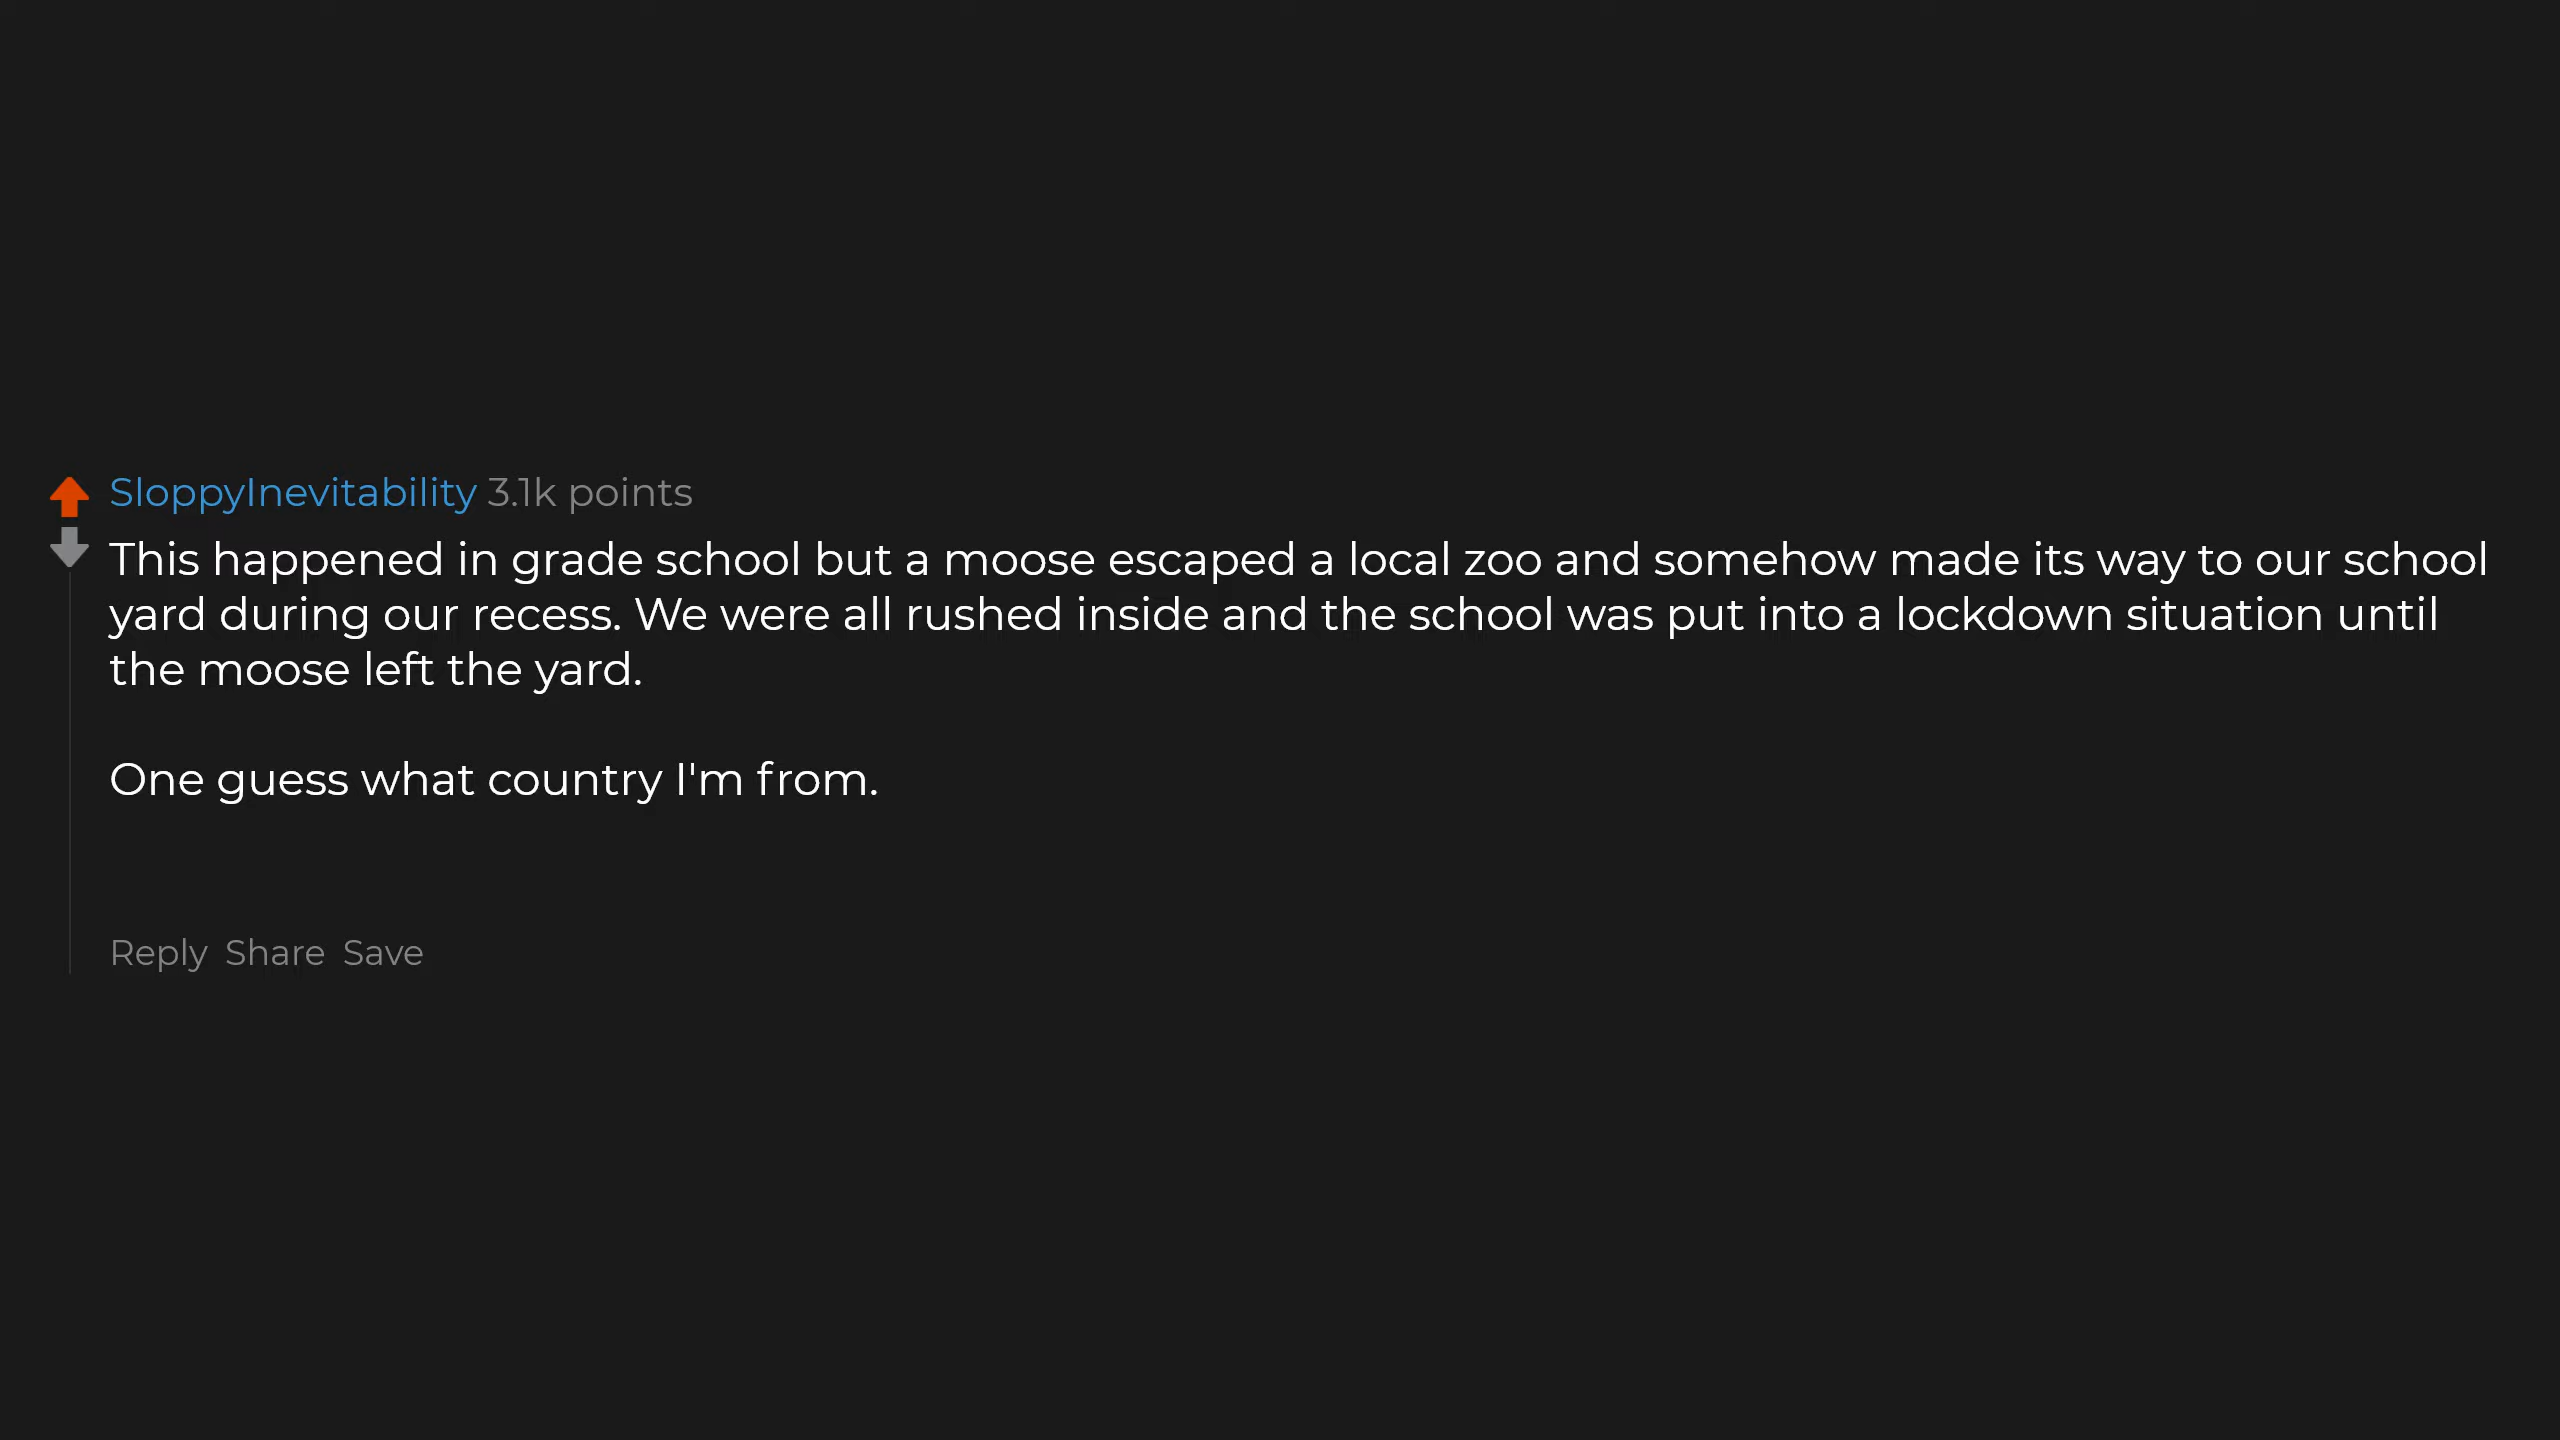 SloppyInevitability 3.1k points
This happened in grade school but a moose escaped a local zoo and somehow made its way to our school
yard during our recess. We were all rushed inside and the school was put into a lockdown situation until
the moose left the yard.
One guess what country I'm from.
Reply Share Save